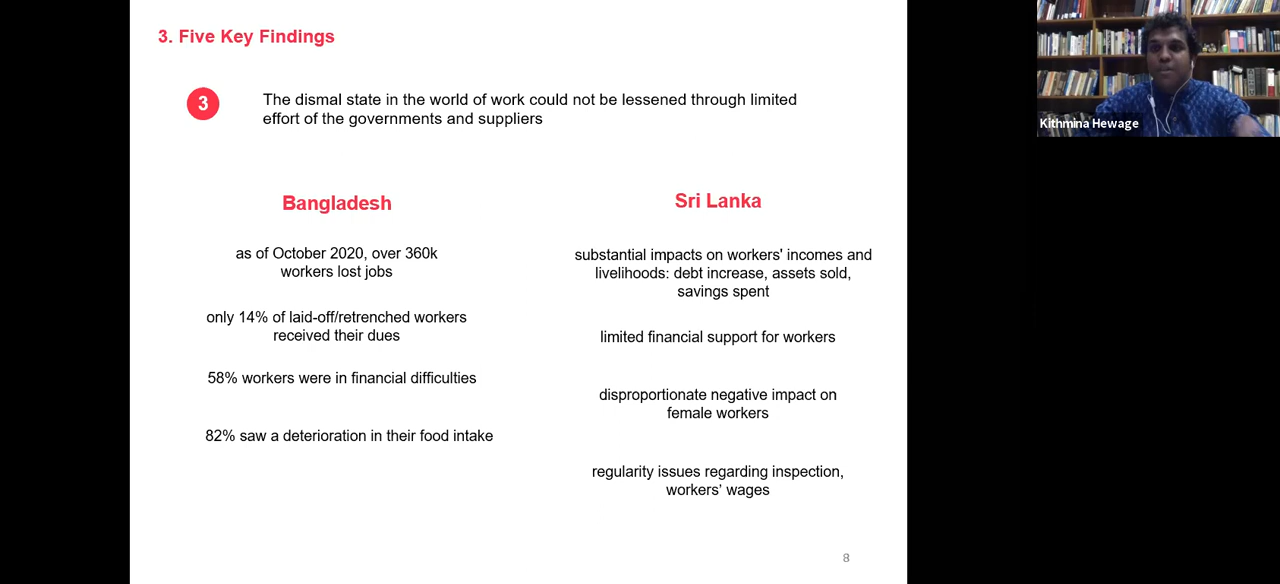 3. Five Key Findings
3
The dismal state in the world of work could not be lessened through limited
effort of the governments and suppliers
Bangladesh
as of October 2020, over 360k
workers lost jobs
only 14% of laid-off/retrenched workers
received their dues
58% workers were in financial difficulties
82% saw a deterioration in their food intake
Sri Lanka
substantial impacts on workers' incomes and
livelihoods: debt increase, assets sold,
savings spent
limited financial support for workers
disproportionate negative impact on
female workers
regularity issues regarding inspection,
workers’ wages
8
Kithmina Hewage